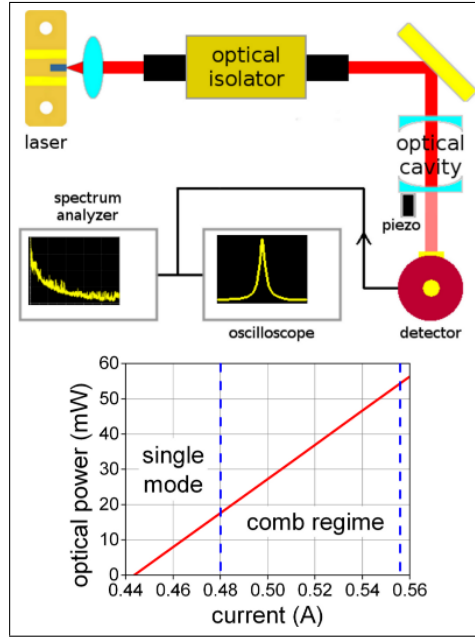 laser
optical
isolator
optical
cavity
piezo
spectrum
analyzer
oscilloscope
detector
optical power (mW)
60
50
40
30
20
10
0
single
mode
comb regime
0.44 0.46 0.48 0.50 0.52 0.54 0.56
current (A)